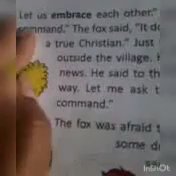 Let us embrace each other."
command." The fox said, "It
a true Christian." Just
outside the village.
news. He said to th
way. Let me ask t
command."
The fox was afraid t
some d